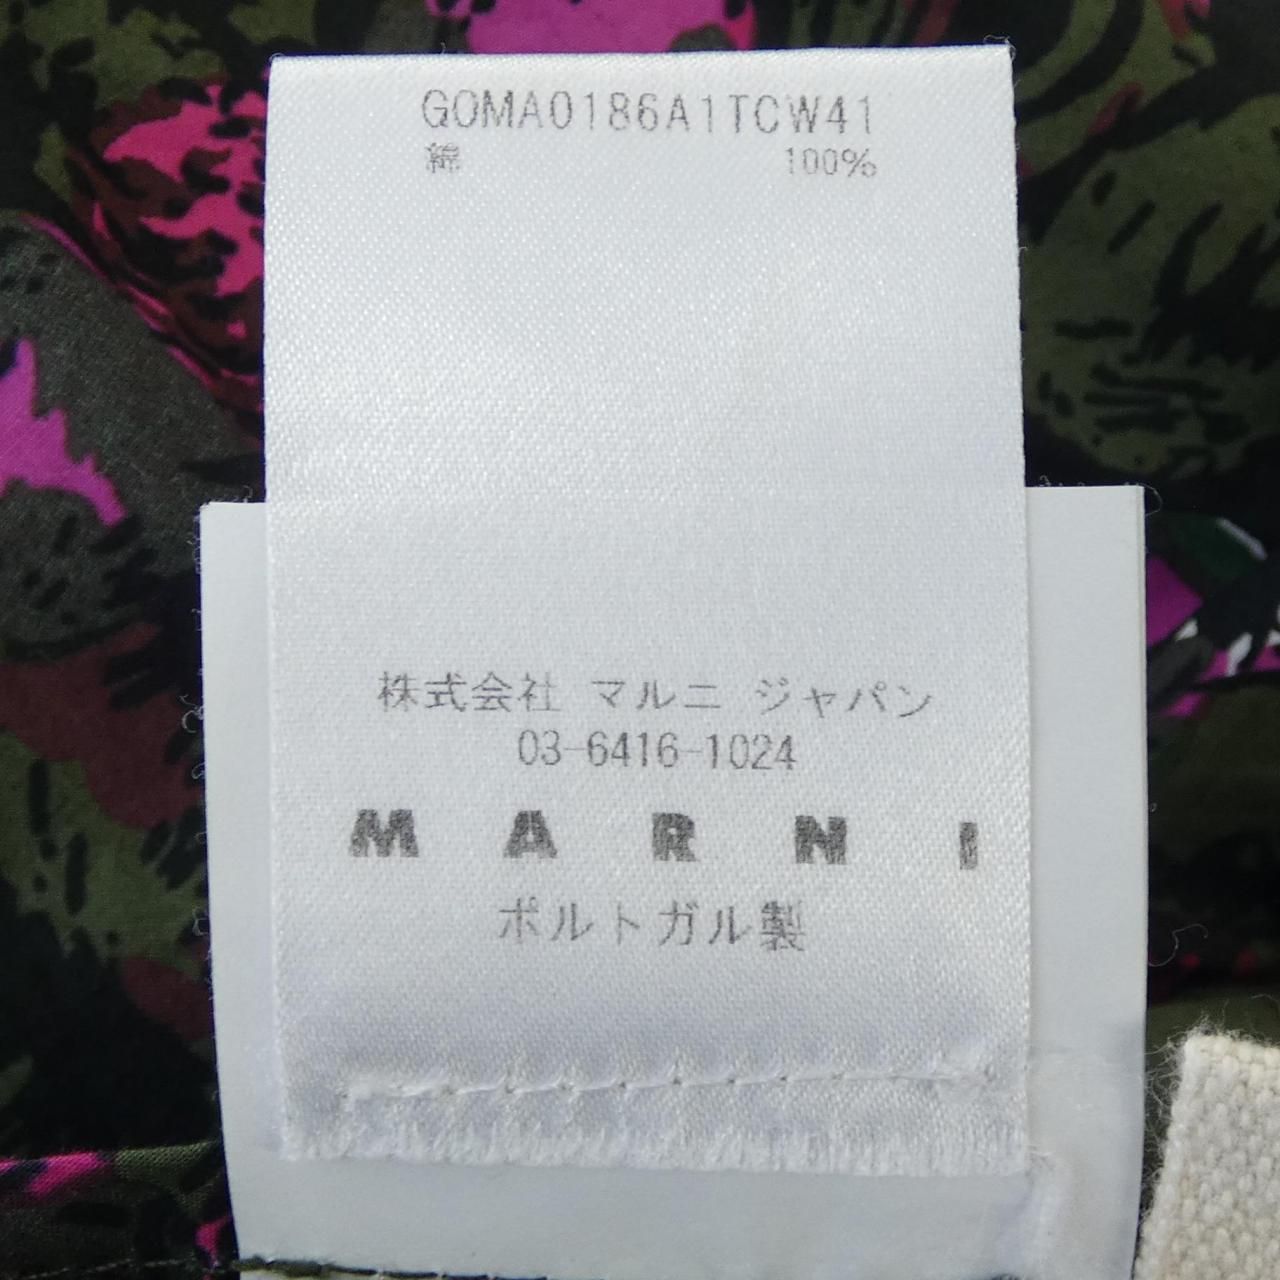 GOMA0186A1TCW41
綿 100%
株式会社 マルニ ジャパン
03-6416-1024
MARNI
ポルトガル製